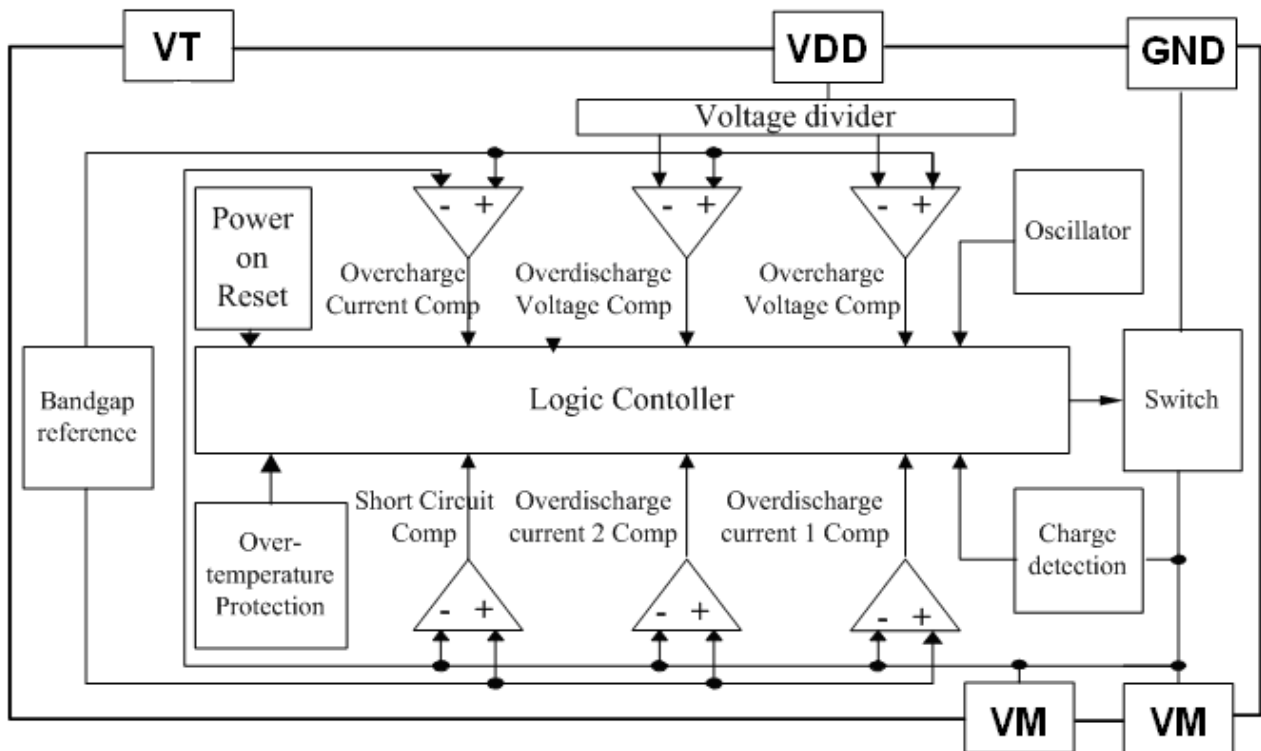 VT
VDD
GND
Voltage divider
- +
- +
- +
Power
on
Reset
Oscillator
Overcharge
Current Comp
Overdischarge
Voltage Comp
Overcharge
Voltage Comp
Bandgap
reference
Logic Contoller
Switch
Short Circuit
Comp
Overdischarge
current 2 Comp
Overdischarge
current 1 Comp
Over-
temperature
Protection
Charge
detection
- +
- +
- +
VM
VM